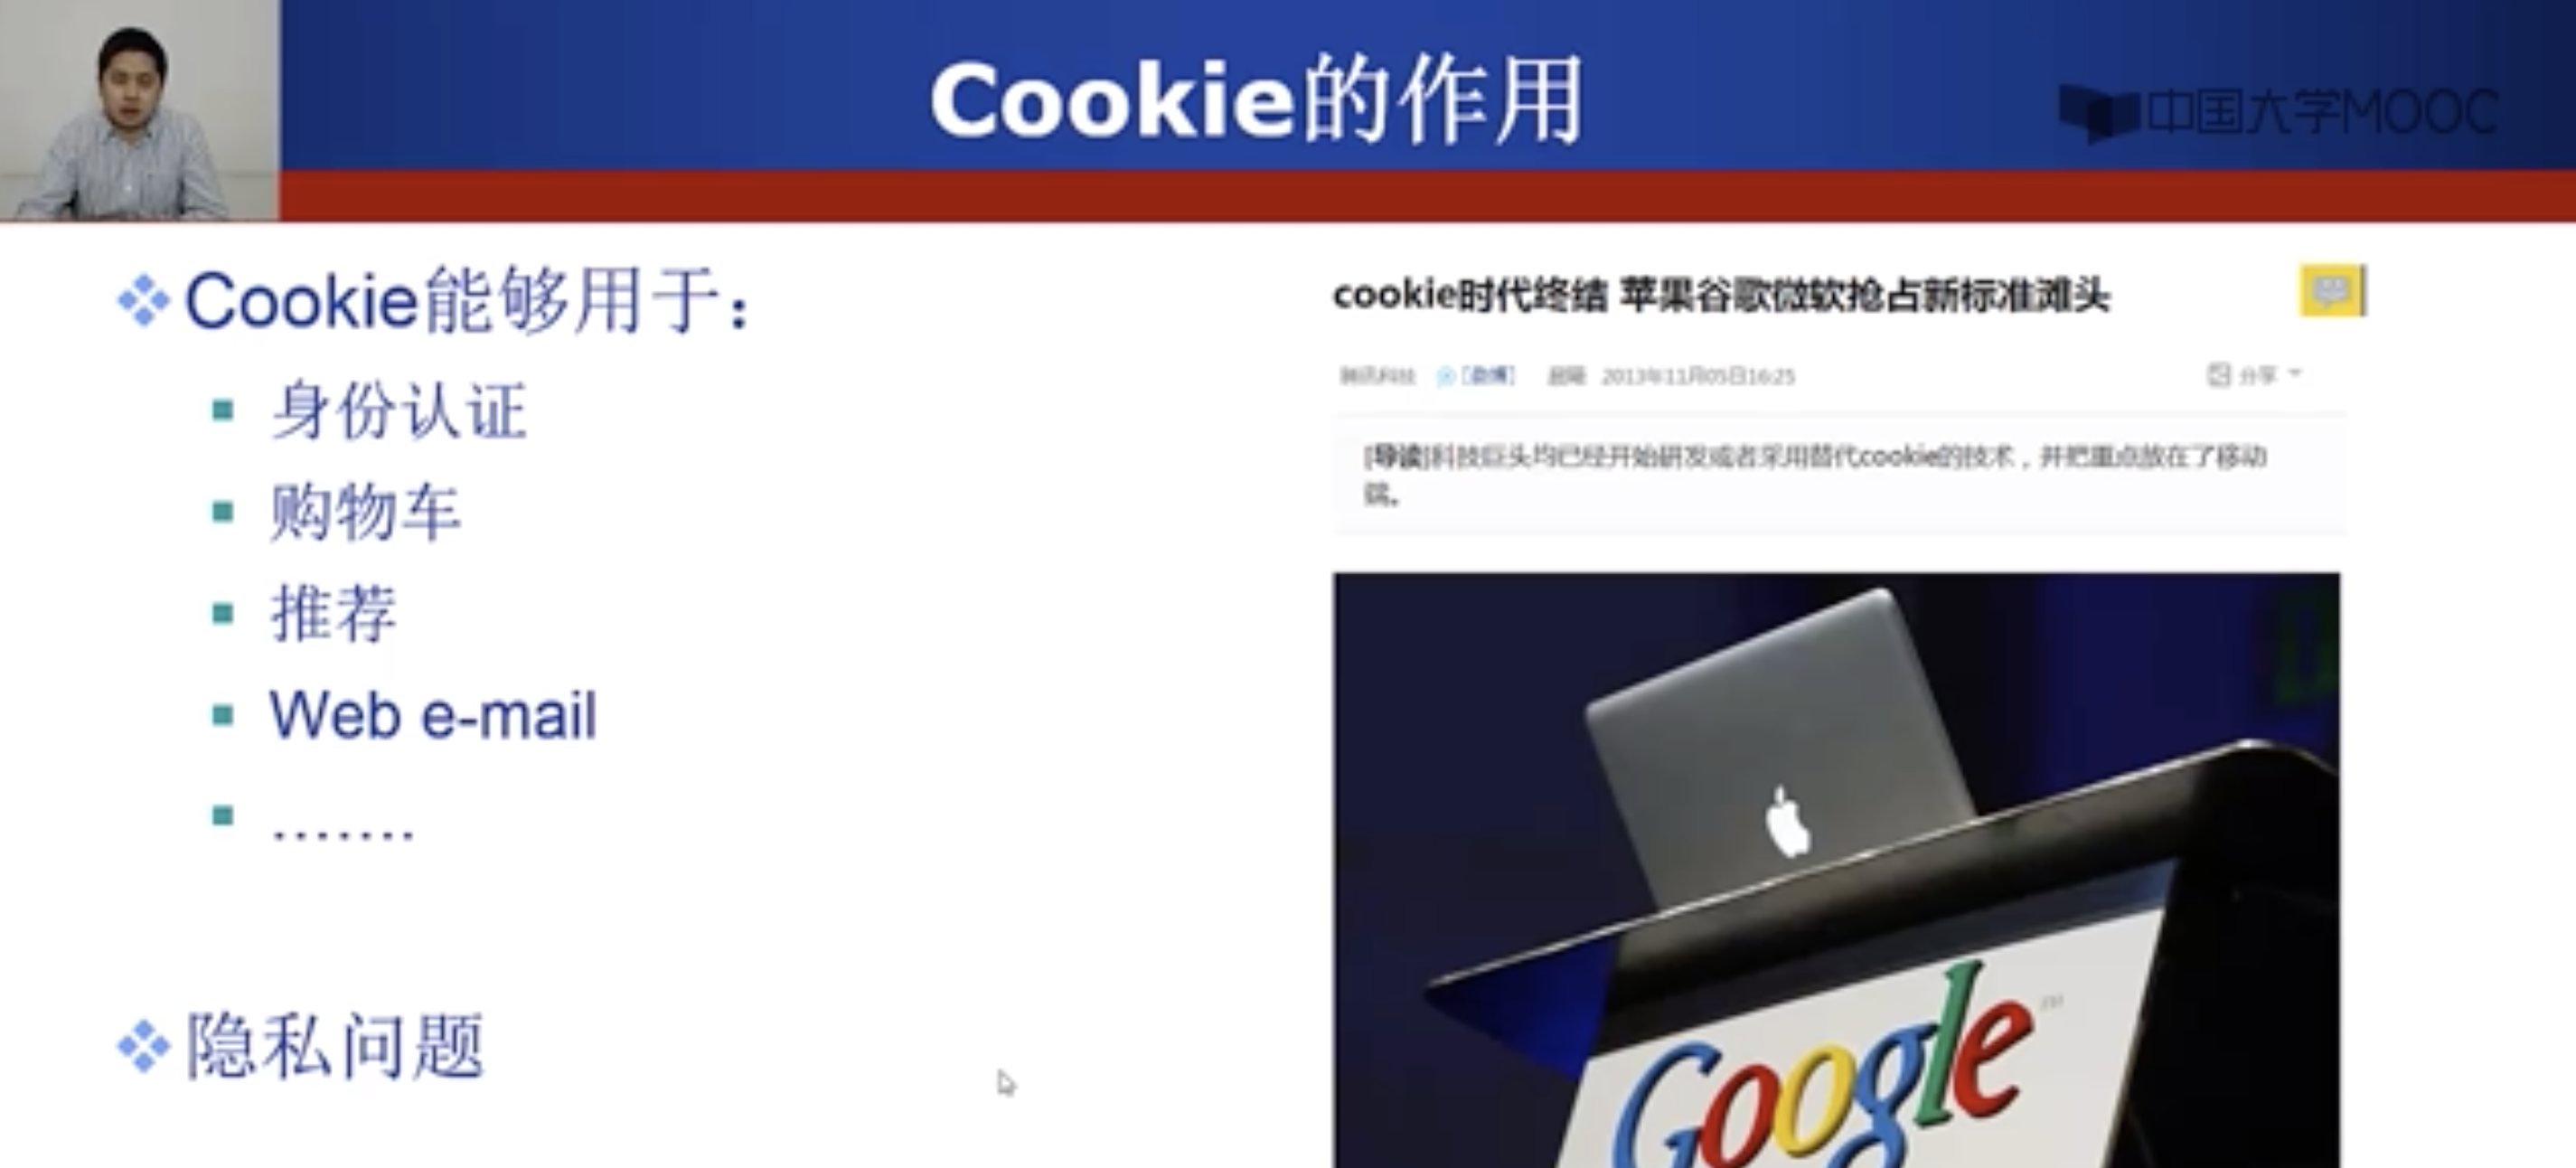 Cookie的作用
中国大学MOOC
Cookie能够用于：
身份认证
购物车
推荐
Web e-mail
.......
隐私问题
cookie时代终结 苹果谷歌微软抢占新标准滩头
腾讯科技 [微博] 2013年11月05日16:25
分享
[导读]科技巨头均已经开始研发或者采用替代cookie的技术，并把重点放在了移动
端。
Google